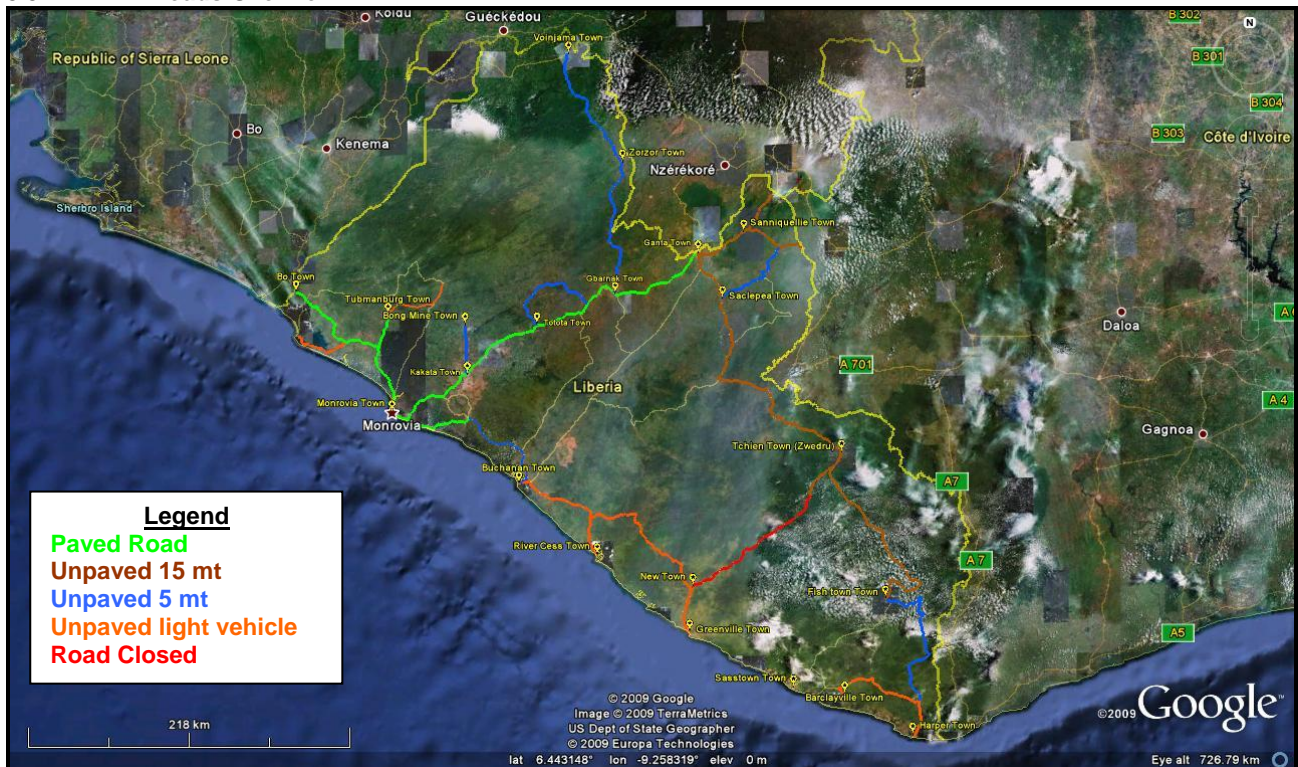 Koidu
Guéckédou
B 302
N
Voinjama Town
Republic of Sierra Leone
B 301
B 304
Bo
B 303
Côte d'Ivoire
Kenema
Zorzor Town
Nzérékoré
Sherbro Island
Sanniquellie Town
Ganta Town
Bo Town
Gbarnak Town
Saclepea Town
Tubmanburg Town
Bong Mine Town
Totota Town
Daloa
A 701
Kakata Town
Liberia
A 4
Monrovia Town
Monrovia
Gagnoa
Tchien Town (Zwedru)
Buchanan Town
A7
Legend
Paved Road
Unpaved 15 mt
Unpaved 5 mt
Unpaved light vehicle
Road Closed
River Cess Town
A 7
New Town
Fish town Town
Greenville Town
A5
Sasstown Town
Barclayville Town
Harper Town
218 km
© 2009 Google
Image © 2009 TerraMetrics
US Dept of State Geographer
© 2009 Europa Technologies
©2009 Google™
lat 6.443148° lon -9.258319° elev 0 m
Eye alt 726.79 km